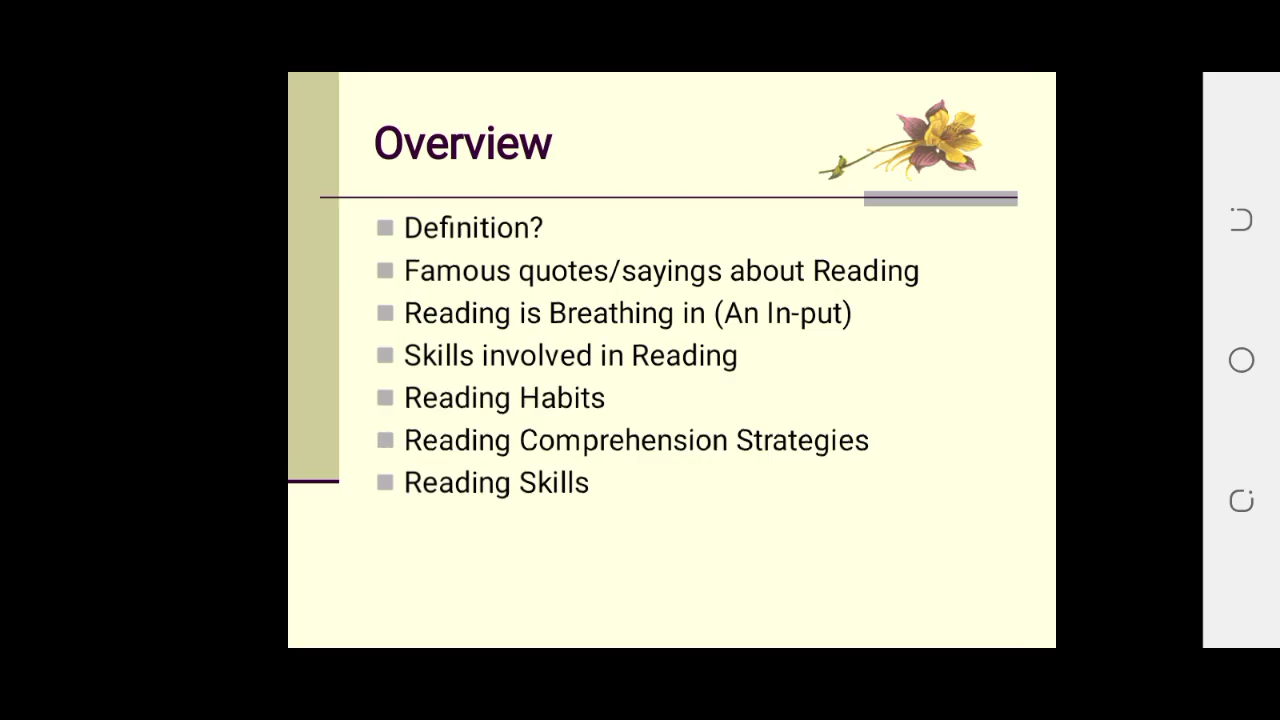 Overview
Definition?
Famous quotes/sayings about Reading
Reading is Breathing in (An In-put)
Skills involved in Reading
Reading Habits
Reading Comprehension Strategies
Reading Skills